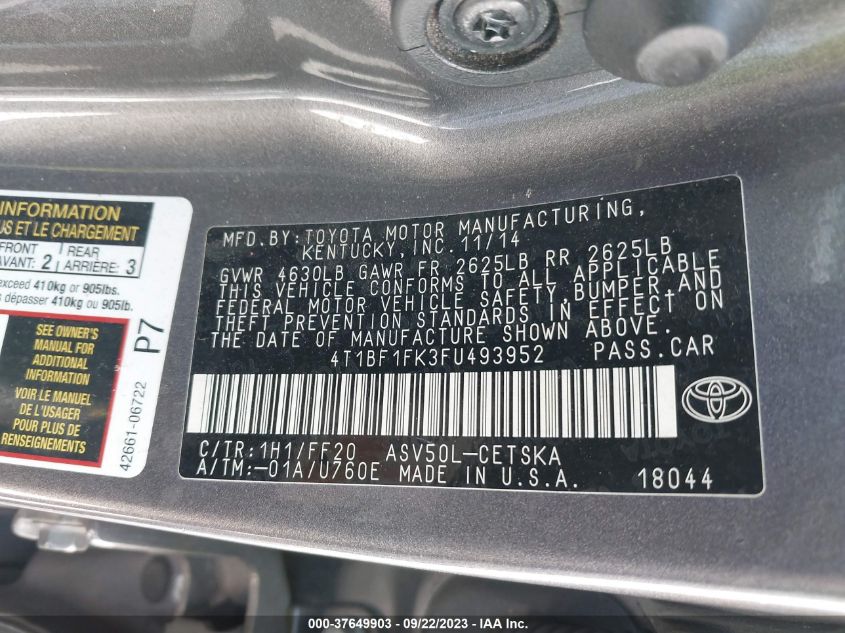 INFORMATION
US ET LE CHARGEMENT
FRONT
AVANT: 2
REAR
ARRIÈRE: 3
exceed 410kg or 905lbs.
dépasser 410kg ou 905lb.
SEE OWNER'S
MANUAL FOR
ADDITIONAL
INFORMATION
VOIR LE MANUEL
DE L'USAGER
POUR PLUS DE
RENSEIGNEMENTS
P7
42661-06722
MFD. BY: TOYOTA MOTOR MANUFACTURING,
KENTUCKY, INC. 11/14
GVWR 4630LB GAWR FR 2625LB RR 2625LB
THIS VEHICLE CONFORMS TO ALL APPLICABLE
FEDERAL MOTOR VEHICLE SAFETY, BUMPER, AND
THEFT PREVENTION STANDARDS IN EFFECT ON
THE DATE OF MANUFACTURE SHOWN ABOVE.
4T1BF1FK3FU493952 PASS. CAR
C/TR: 1H1/FF20 ASV50L-CETSKA
A/TM: -01A/U760E MADE IN U.S.A. 18044
000-37649903 - 09/22/2023 - IAA Inc.